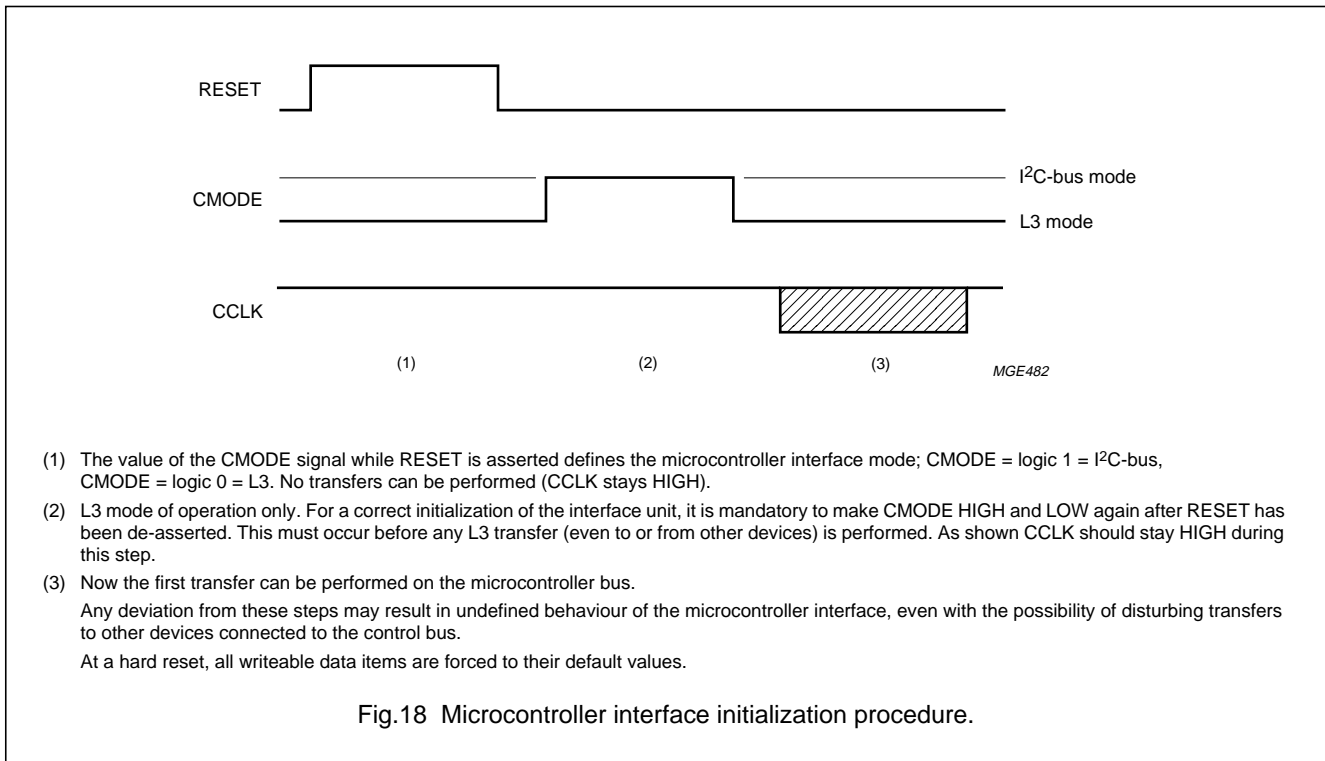 RESET
I2C-bus mode
CMODE
L3 mode
CCLK
(1) (2) (3)
MGE482
(1) The value of the CMODE signal while RESET is asserted defines the microcontroller interface mode; CMODE = logic 1 = I2C-bus,
CMODE = logic 0 = L3. No transfers can be performed (CCLK stays HIGH).
(2) L3 mode of operation only. For a correct initialization of the interface unit, it is mandatory to make CMODE HIGH and LOW again after RESET has
been de-asserted. This must occur before any L3 transfer (even to or from other devices) is performed. As shown CCLK should stay HIGH during
this step.
(3) Now the first transfer can be performed on the microcontroller bus.
Any deviation from these steps may result in undefined behaviour of the microcontroller interface, even with the possibility of disturbing transfers
to other devices connected to the control bus.
At a hard reset, all writeable data items are forced to their default values.
Fig.18 Microcontroller interface initialization procedure.